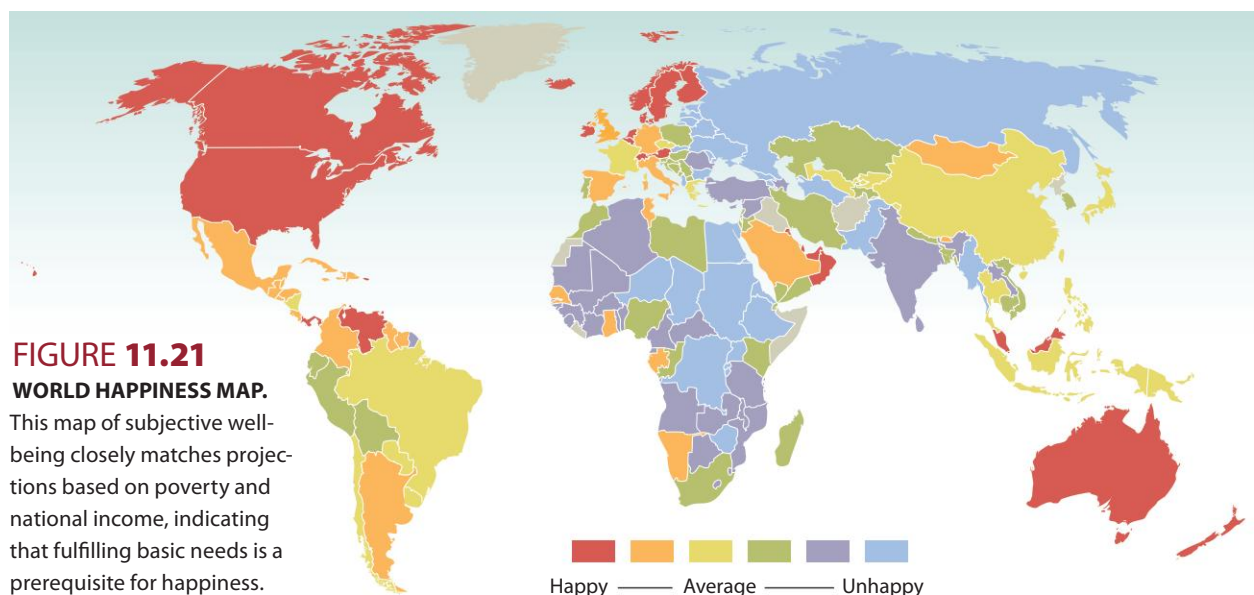 FIGURE 11.21
WORLD HAPPINESS MAP.
This map of subjective well-
being closely matches projec-
tions based on poverty and
national income, indicating
that fulfilling basic needs is a
prerequisite for happiness.
Happy Average Unhappy